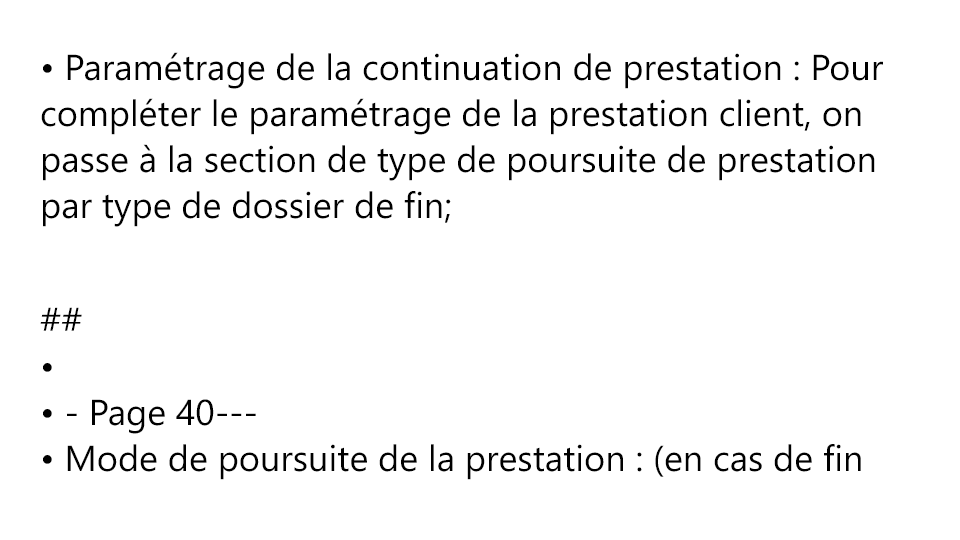 • Paramétrage de la continuation de prestation : Pour
compléter le paramétrage de la prestation client, on
passe à la section de type de poursuite de prestation
par type de dossier de fin;
##
•
• - Page 40---
• Mode de poursuite de la prestation : (en cas de fin